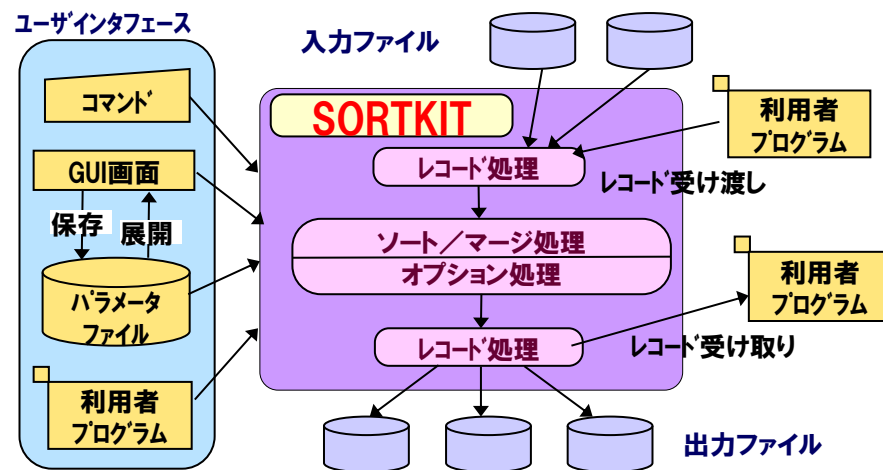 ユーザインタフェース
入力ファイル
コマンド
SORTKIT
利用者
プログラム
レコード処理
レコード受け渡し
GUI画面
保存
展開
ソート／マージ処理
オプション処理
利用者
プログラム
パラメータ
ファイル
レコード処理
レコード受け取り
利用者
プログラム
出力ファイル